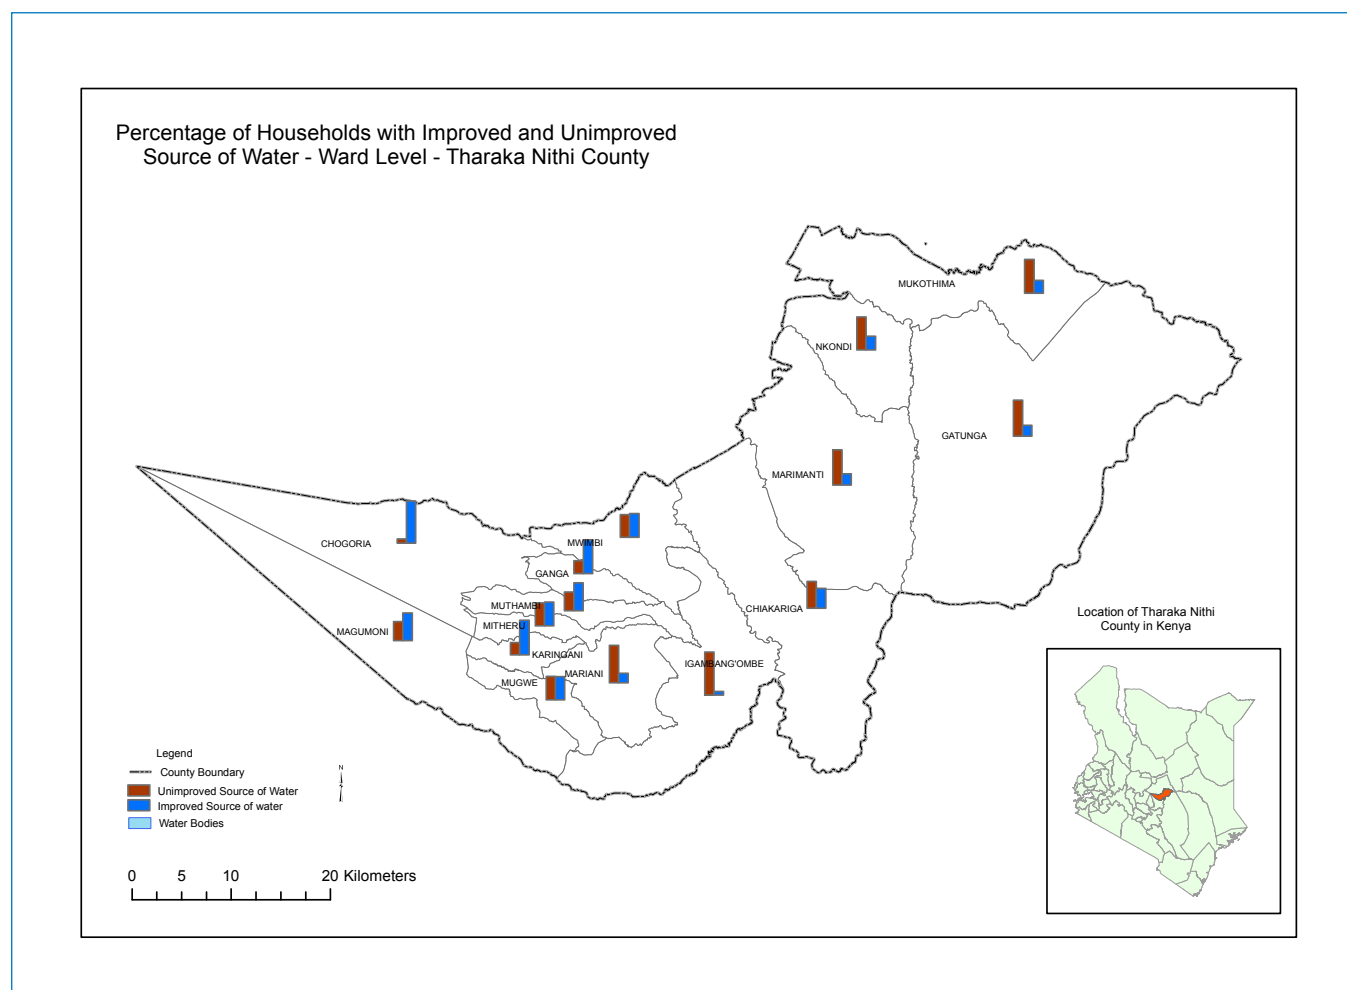 Percentage of Households with Improved and Unimproved
Source of Water - Ward Level - Tharaka Nithi County
MUKOTHIMA
NKONDI
GATUNGA
MARIMANTI
CHOGORIA
MWIMBI
GANGA
MUTHAMBI
CHIAKARIGA
MITHERU
MAGUMONI
KARINGANI
IGAMBANG'OMBE
MARIANI
MUGWE
Location of Tharaka Nithi
County in Kenya
Legend
County Boundary
Unimproved Source of Water
Improved Source of water
Water Bodies
N
0 5 10 20 Kilometers